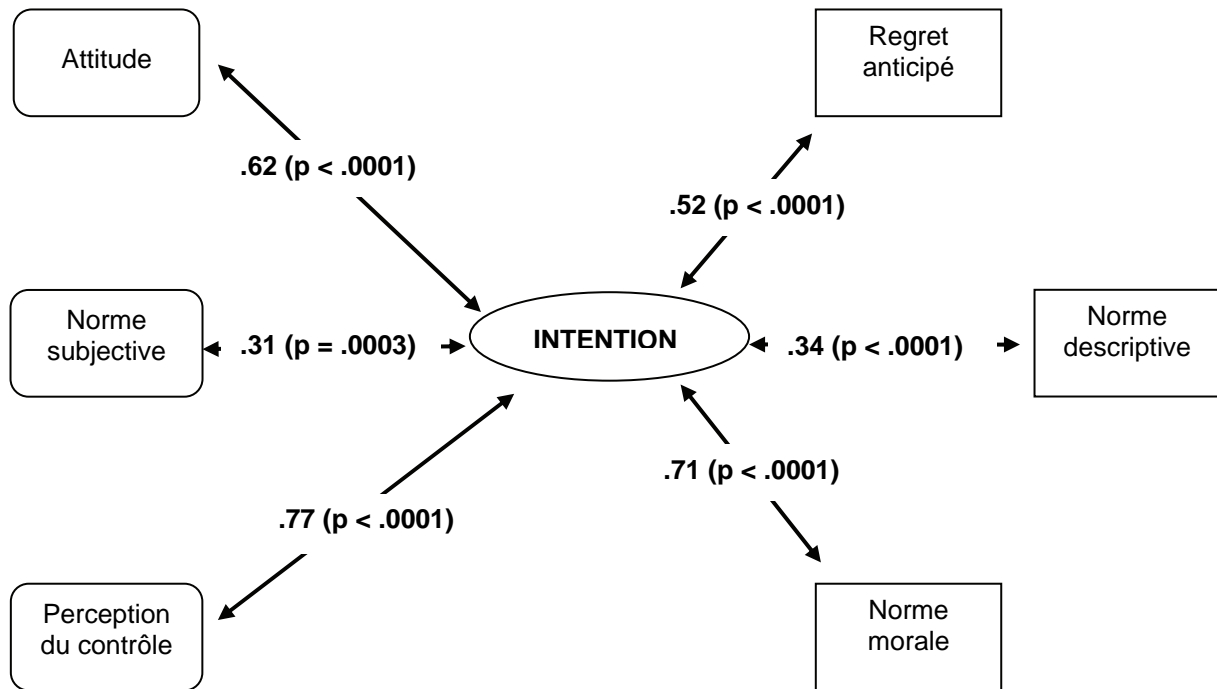 Attitude
Regret
anticipé
.62 (p < .0001)
.52 (p < .0001)
Norme
subjective
.31 (p = .0003)
INTENTION
.34 (p < .0001)
Norme
descriptive
.71 (p < .0001)
.77 (p < .0001)
Perception
du contrôle
Norme
morale